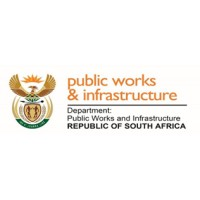 public works
& infrastructure
Department:
Public Works and Infrastructure
REPUBLIC OF SOUTH AFRICA